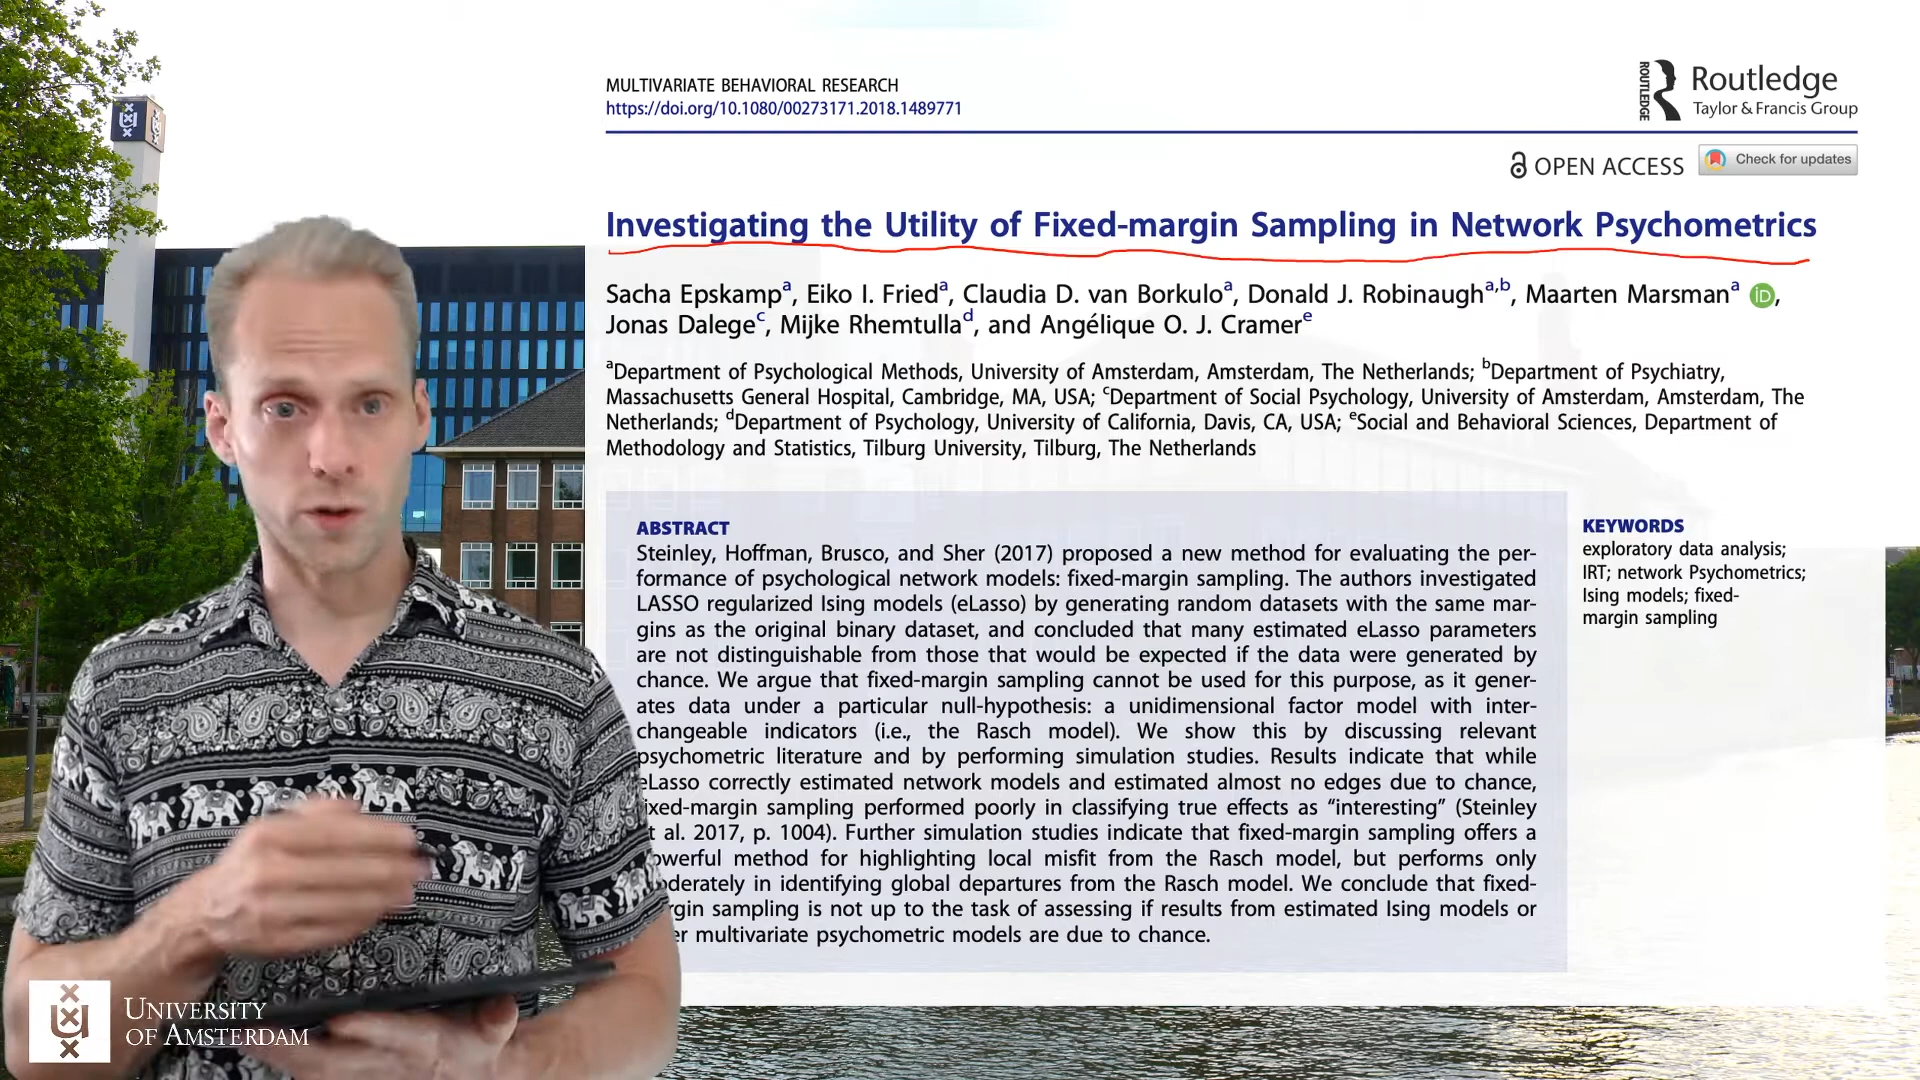 MULTIVARIATE BEHAVIORAL RESEARCH
https://doi.org/10.1080/00273171.2018.1489771
ROUTLEDGE
Routledge
Taylor & Francis Group
OPEN ACCESS
Check for updates
Investigating the Utility of Fixed-margin Sampling in Network Psychometrics
Sacha Epskampa, Eiko I. Frieda, Claudia D. van Borkuloa, Donald J. Robinaugha,b, Maarten Marsmana iD,
Jonas Dalegec, Mijke Rhemtullad, and Angélique O. J. Cramere
aDepartment of Psychological Methods, University of Amsterdam, Amsterdam, The Netherlands; bDepartment of Psychiatry,
Massachusetts General Hospital, Cambridge, MA, USA; cDepartment of Social Psychology, University of Amsterdam, Amsterdam, The
Netherlands; dDepartment of Psychology, University of California, Davis, CA, USA; eSocial and Behavioral Sciences, Department of
Methodology and Statistics, Tilburg University, Tilburg, The Netherlands
ABSTRACT
Steinley, Hoffman, Brusco, and Sher (2017) proposed a new method for evaluating the per-
formance of psychological network models: fixed-margin sampling. The authors investigated
LASSO regularized Ising models (eLasso) by generating random datasets with the same mar-
gins as the original binary dataset, and concluded that many estimated eLasso parameters
are not distinguishable from those that would be expected if the data were generated by
chance. We argue that fixed-margin sampling cannot be used for this purpose, as it gener-
ates data under a particular null-hypothesis: a unidimensional factor model with inter-
changeable indicators (i.e., the Rasch model). We show this by discussing relevant
psychometric literature and by performing simulation studies. Results indicate that while
eLasso correctly estimated network models and estimated almost no edges due to chance,
ixed-margin sampling performed poorly in classifying true effects as “interesting” (Steinley
t al. 2017, p. 1004). Further simulation studies indicate that fixed-margin sampling offers a
owerful method for highlighting local misfit from the Rasch model, but performs only
derately in identifying global departures from the Rasch model. We conclude that fixed-
rgin sampling is not up to the task of assessing if results from estimated Ising models or
er multivariate psychometric models are due to chance.
KEYWORDS
exploratory data analysis;
IRT; network Psychometrics;
Ising models; fixed-
margin sampling
UNIVERSITY
OF AMSTERDAM